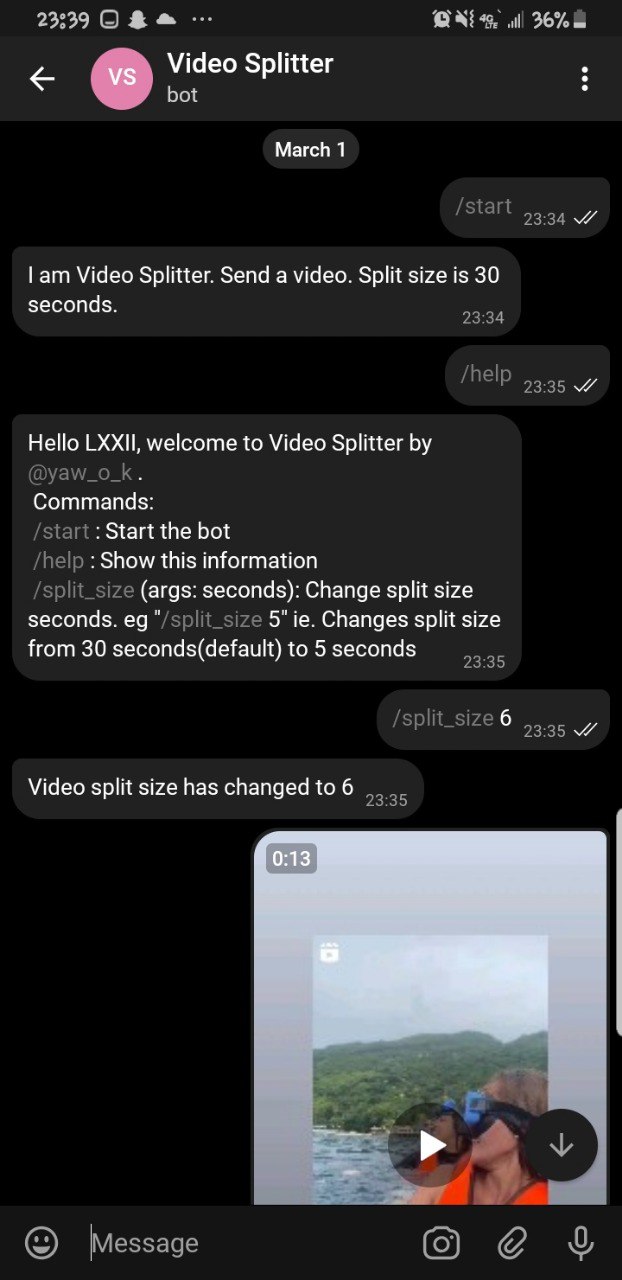 23:39 4G LTE 36%
VS Video Splitter
bot
March 1
/start 23:34
I am Video Splitter. Send a video. Split size is 30
seconds. 23:34
/help 23:35
Hello LXXII, welcome to Video Splitter by
@yaw_o_k .
Commands:
/start : Start the bot
/help : Show this information
/split_size (args: seconds): Change split size
seconds. eg "/split_size 5" ie. Changes split size
from 30 seconds(default) to 5 seconds 23:35
/split_size 6 23:35
Video split size has changed to 6 23:35
0:13
Message